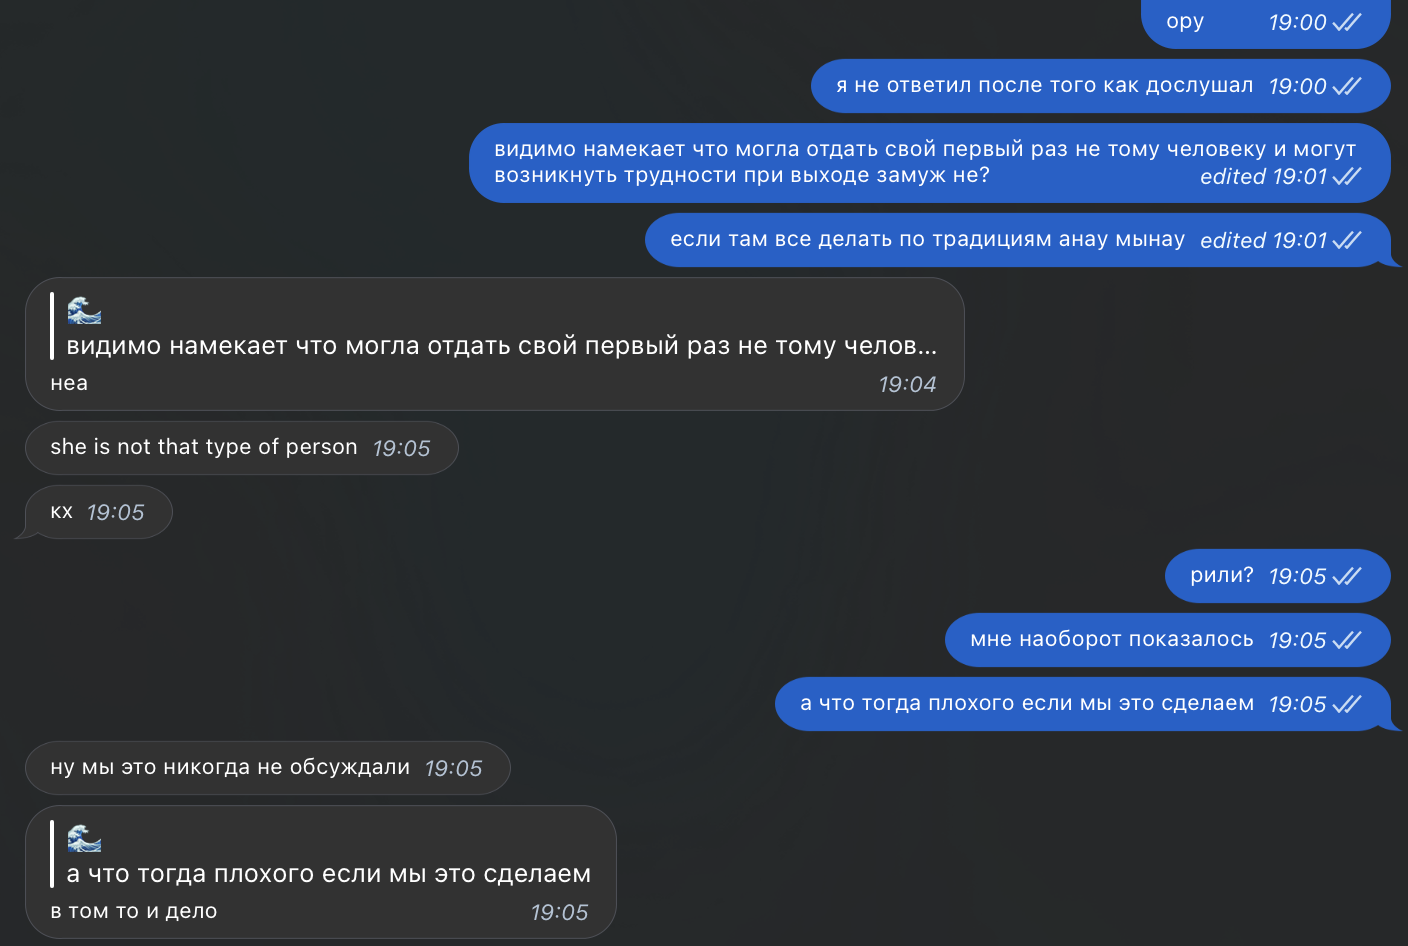 ору 19:00
я не ответил после того как дослушал 19:00
видимо намекает что могла отдать свой первый раз не тому человеку и могут
возникнуть трудности при выходе замуж не? edited 19:01
если там все делать по традициям анау мынау edited 19:01
🌊
видимо намекает что могла отдать свой первый раз не тому челов...
неа 19:04
she is not that type of person 19:05
кх 19:05
рили? 19:05
мне наоборот показалось 19:05
а что тогда плохого если мы это сделаем 19:05
ну мы это никогда не обсуждали 19:05
🌊
а что тогда плохого если мы это сделаем
в том то и дело 19:05